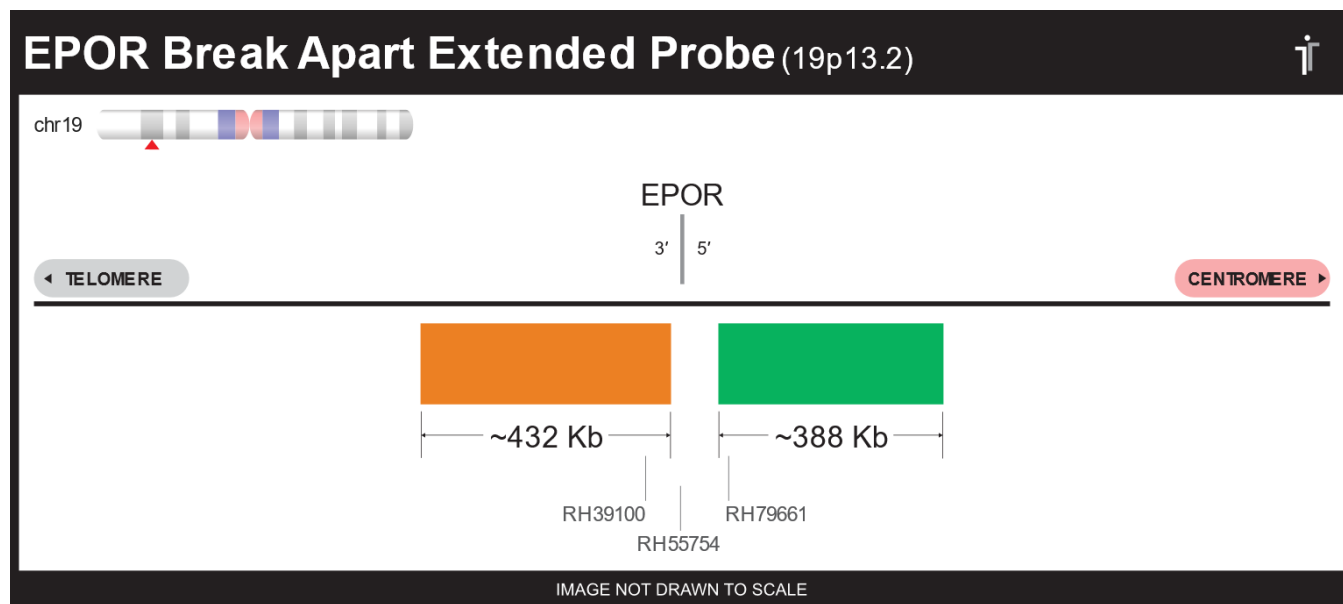 EPOR Break Apart Extended Probe (19p13.2)
chr19
EPOR
3′ 5′
TELOMERE
CENTROMERE
~432 Kb
~388 Kb
RH39100
RH79661
RH55754
IMAGE NOT DRAWN TO SCALE